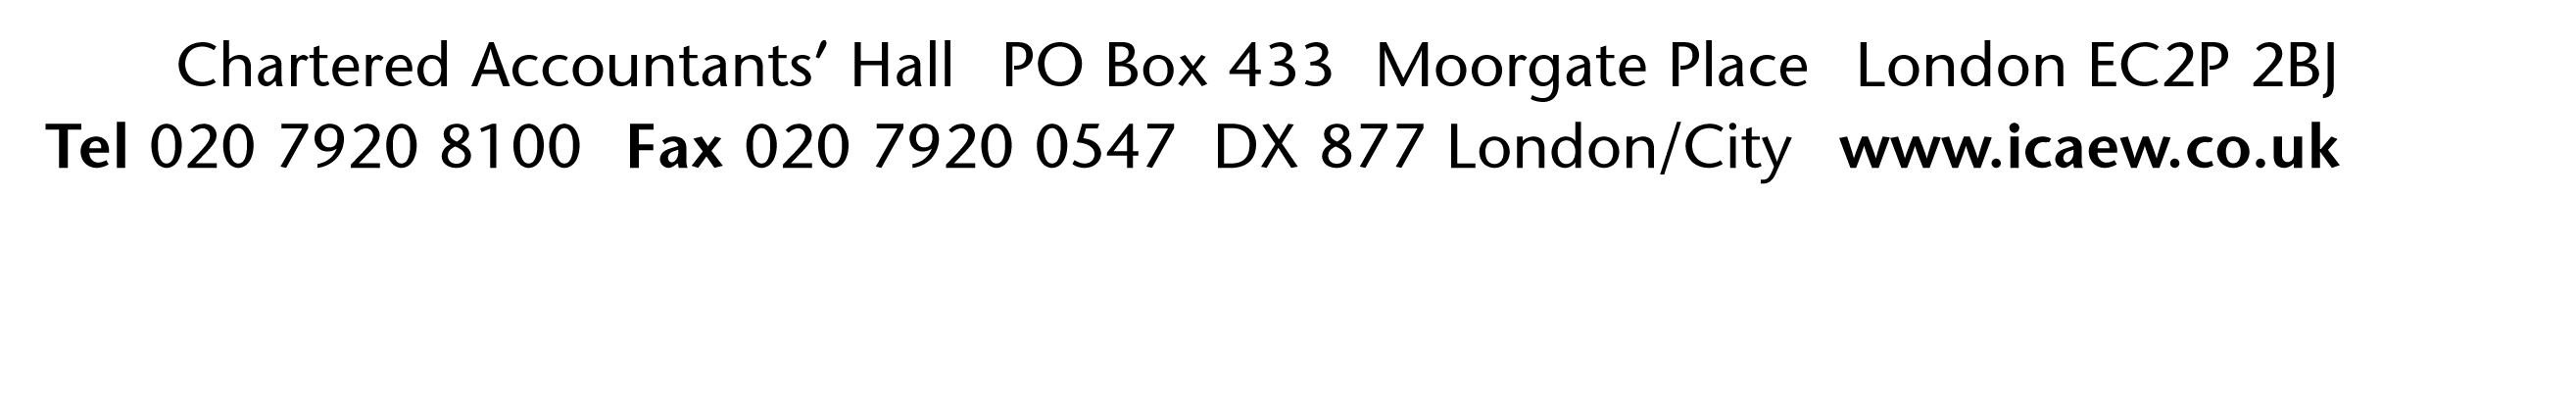 Chartered Accountants’ Hall PO Box 433 Moorgate Place London EC2P 2BJ
Tel 020 7920 8100 Fax 020 7920 0547 DX 877 London/City www.icaew.co.uk